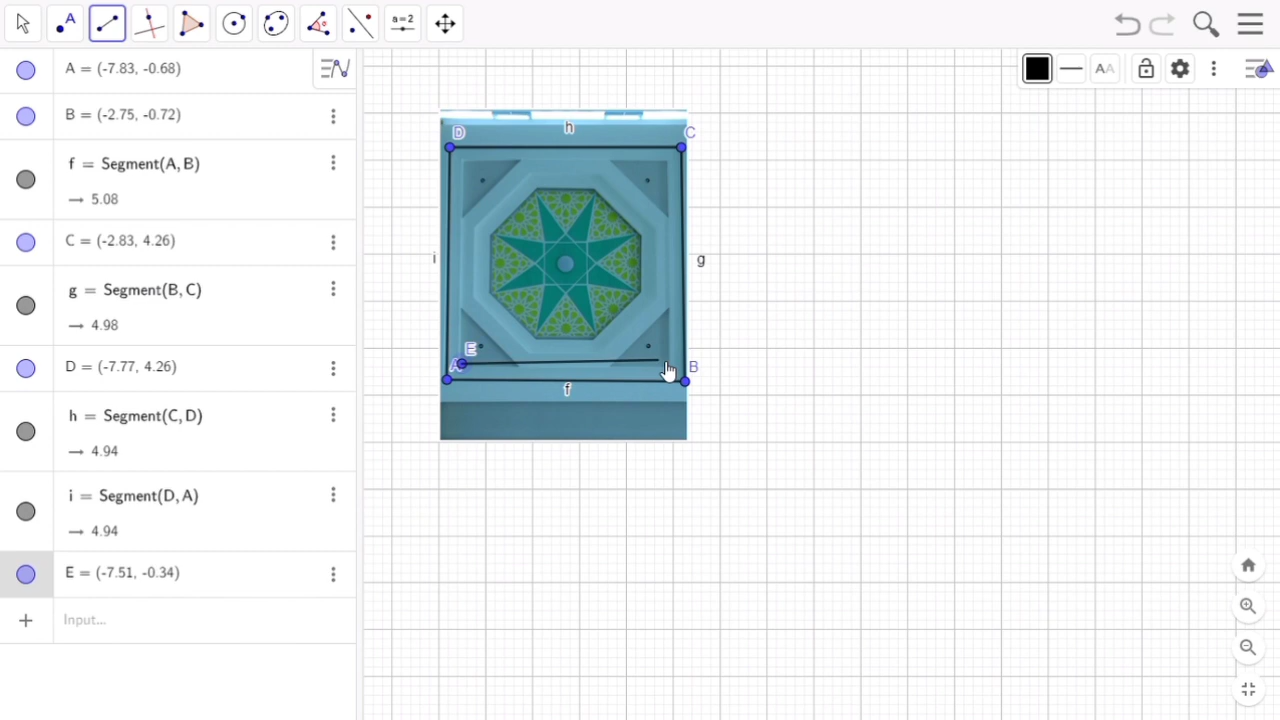 a=2
A = (-7.83, -0.68)
AA
B = (-2.75, -0.72)
f = Segment(A, B)
→ 5.08
C = (-2.83, 4.26)
g = Segment(B, C)
→ 4.98
D = (-7.77, 4.26)
h = Segment(C, D)
→ 4.94
i = Segment(D, A)
→ 4.94
E = (-7.51, -0.34)
+ Input...
D
h
C
i
g
E
A
B
f